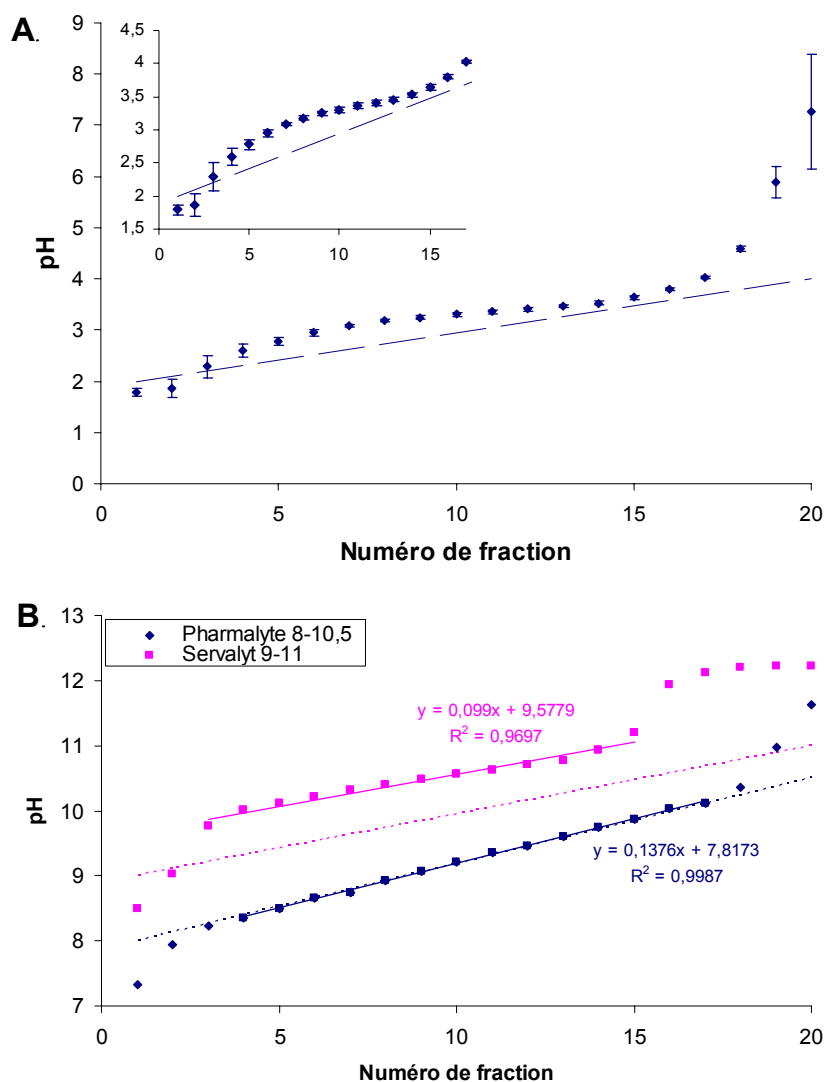 A.
9
8
7
6
5
4
3
2
1
0
pH
4,5
4
3,5
3
2,5
2
1,5
0 5 10 15
0 5 10 15 20
Numéro de fraction
B.
13
12
11
10
9
8
7
pH
Pharmalyte 8-10,5
Servalyt 9-11
y = 0,099x + 9,5779
R² = 0,9697
y = 0,1376x + 7,8173
R² = 0,9987
0 5 10 15 20
Numéro de fraction